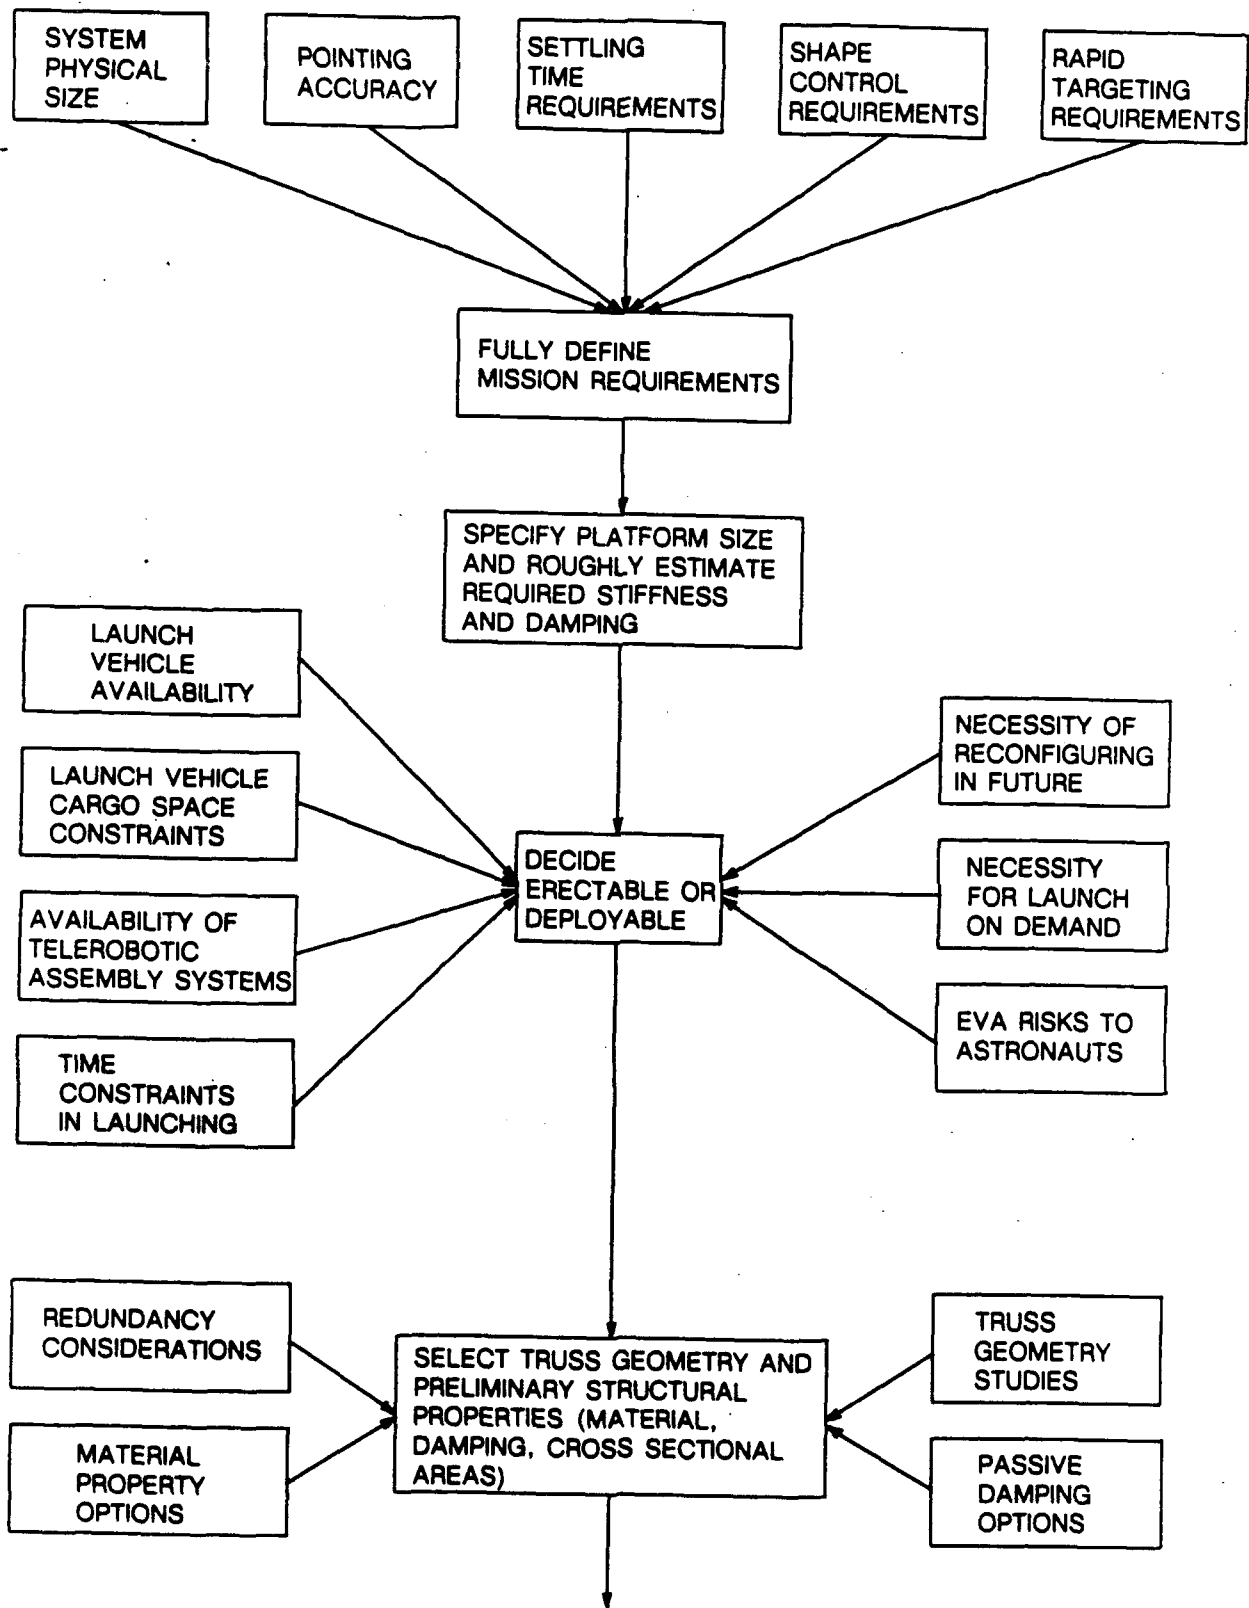 SYSTEM
PHYSICAL
SIZE
POINTING
ACCURACY
SETTLING
TIME
REQUIREMENTS
SHAPE
CONTROL
REQUIREMENTS
RAPID
TARGETING
REQUIREMENTS
FULLY DEFINE
MISSION REQUIREMENTS
SPECIFY PLATFORM SIZE
AND ROUGHLY ESTIMATE
REQUIRED STIFFNESS
AND DAMPING
LAUNCH
VEHICLE
AVAILABILITY
LAUNCH VEHICLE
CARGO SPACE
CONSTRAINTS
AVAILABILITY OF
TELEROBOTIC
ASSEMBLY SYSTEMS
TIME
CONSTRAINTS
IN LAUNCHING
DECIDE
ERECTABLE OR
DEPLOYABLE
NECESSITY OF
RECONFIGURING
IN FUTURE
NECESSITY
FOR LAUNCH
ON DEMAND
EVA RISKS TO
ASTRONAUTS
REDUNDANCY
CONSIDERATIONS
MATERIAL
PROPERTY
OPTIONS
SELECT TRUSS GEOMETRY AND
PRELIMINARY STRUCTURAL
PROPERTIES (MATERIAL,
DAMPING, CROSS SECTIONAL
AREAS)
TRUSS
GEOMETRY
STUDIES
PASSIVE
DAMPING
OPTIONS